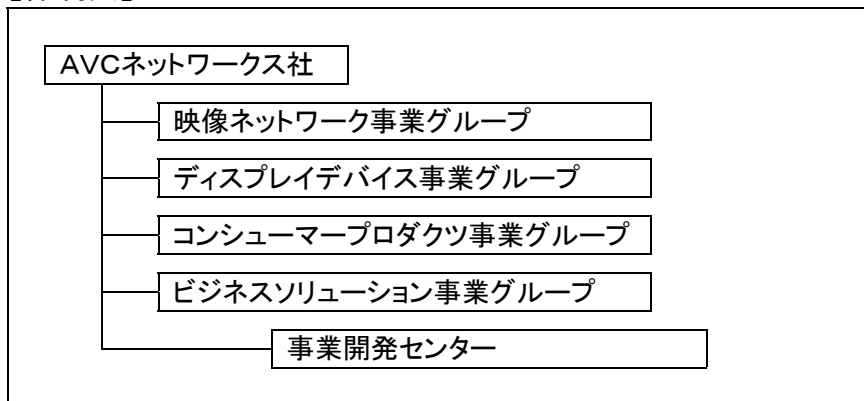 AVCネットワークス社
映像ネットワーク事業グループ
ディスプレイデバイス事業グループ
コンシューマープロダクツ事業グループ
ビジネスソリューション事業グループ
事業開発センター